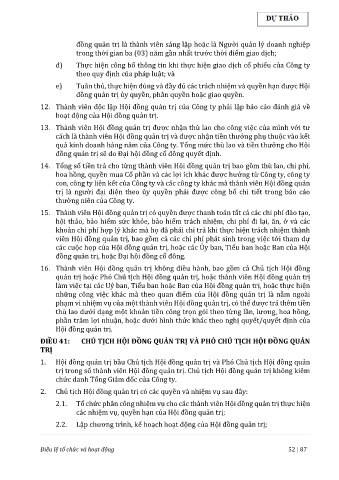 DỰ THẢO
đồng quản trị là thành viên sáng lập hoặc là Người quản lý doanh nghiệp
trong thời gian ba (03) năm gần nhất trước thời điểm giao dịch;
d) Thực hiện công bố thông tin khi thực hiện giao dịch cổ phiếu của Công ty
theo quy định của pháp luật; và
e) Tuân thủ, thực hiện đúng và đầy đủ các trách nhiệm và quyền hạn được Hội
đồng quản trị ủy quyền, phân quyền hoặc giao quyền.
12. Thành viên độc lập Hội đồng quản trị của Công ty phải lập báo cáo đánh giá về
hoạt động của Hội đồng quản trị.
13. Thành viên Hội đồng quản trị được nhận thù lao cho công việc của mình với tư
cách là thành viên Hội đồng quản trị và được nhận tiền thưởng phụ thuộc vào kết
quả kinh doanh hàng năm của Công ty. Tổng mức thù lao và tiền thưởng cho Hội
đồng quản trị sẽ do Đại hội đồng cổ đông quyết định.
14. Tổng số tiền trả cho từng thành viên Hội đồng quản trị bao gồm thù lao, chi phí,
hoa hồng, quyền mua Cổ phần và các lợi ích khác được hưởng từ Công ty, công ty
con, công ty liên kết của Công ty và các công ty khác mà thành viên Hội đồng quản
trị là người đại diện theo ủy quyền phải được công bố chi tiết trong báo cáo
thường niên của Công ty.
15. Thành viên Hội đồng quản trị có quyền được thanh toán tất cả các chi phí đào tạo,
hội thảo, bảo hiểm sức khỏe, bảo hiểm trách nhiệm, chi phí đi lại, ăn, ở và các
khoản chi phí hợp lý khác mà họ đã phải chi trả khi thực hiện trách nhiệm thành
viên Hội đồng quản trị, bao gồm cả các chi phí phát sinh trong việc tới tham dự
các cuộc họp của Hội đồng quản trị, hoặc các Uỷ ban, Tiểu ban hoặc Ban của Hội
đồng quản trị, hoặc Đại hội đồng cổ đông.
16. Thành viên Hội đồng quản trị không điều hành, bao gồm cả Chủ tịch Hội đồng
quản trị hoặc Phó Chủ tịch Hội đồng quản trị, hoặc thành viên Hội đồng quản trị
làm việc tại các Uỷ ban, Tiểu ban hoặc Ban của Hội đồng quản trị, hoặc thực hiện
những công việc khác mà theo quan điểm của Hội đồng quản trị là nằm ngoài
phạm vi nhiệm vụ của một thành viên Hội đồng quản trị, có thể được trả thêm tiền
thù lao dưới dạng một khoản tiền công trọn gói theo từng lần, lương, hoa hồng,
phần trăm lợi nhuận, hoặc dưới hình thức khác theo nghị quyết/quyết định của
Hội đồng quản trị.
ĐIỀU 41: CHỦ TỊCH HỘI ĐỒNG QUẢN TRỊ VÀ PHÓ CHỦ TỊCH HỘI ĐỒNG QUẢN
TRỊ
1. Hội đồng quản trị bầu Chủ tịch Hội đồng quản trị và Phó Chủ tịch Hội đồng quản
trị trong số thành viên Hội đồng quản trị. Chủ tịch Hội đồng quản trị không kiêm
chức danh Tổng Giám đốc của Công ty.
2. Chủ tịch Hội đồng quản trị có các quyền và nhiệm vụ sau đây:
2.1. Tổ chức phân công nhiệm vụ cho các thành viên Hội đồng quản trị thực hiện
các nhiệm vụ, quyền hạn của Hội đồng quản trị;
2.2. Lập chương trình, kế hoạch hoạt động của Hội đồng quản trị;
Điều lệ tổ chức và hoạt động 52 | 87